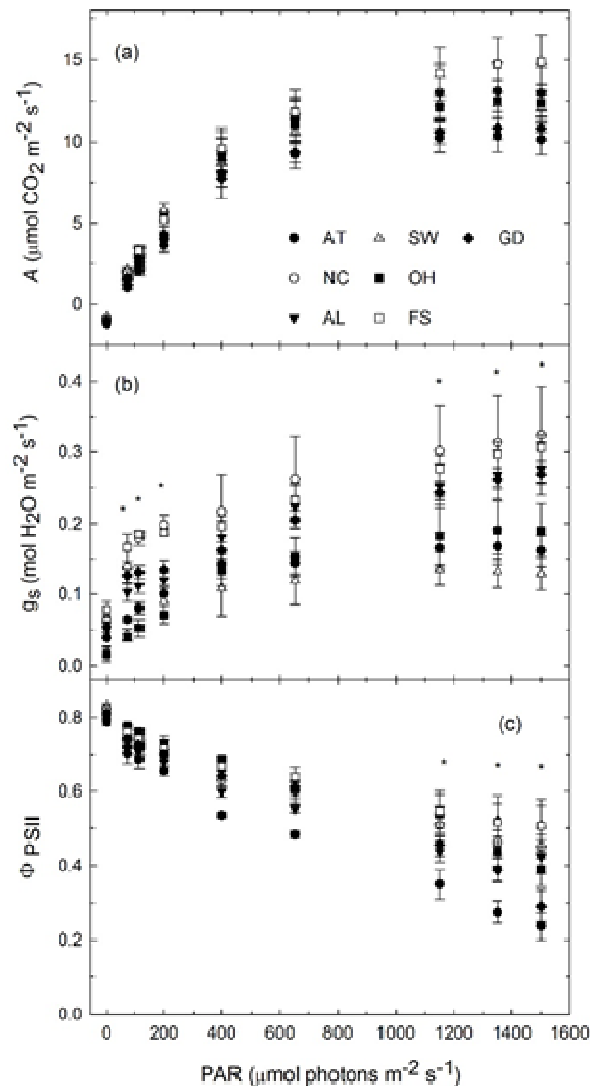 (a)
15
10
5
0
A (μmol CO2 m-2 s-1)
AT SW GD
NC OH
AL FS
(b)
* * *
* * *
0.4
0.3
0.2
0.1
0.0
gs (mol H2O m-2 s-1)
(c)
* * *
0.8
0.6
0.4
0.2
0.0
Φ PSII
0 200 400 600 800 1000 1200 1400 1600
PAR (μmol photons m-2 s-1)